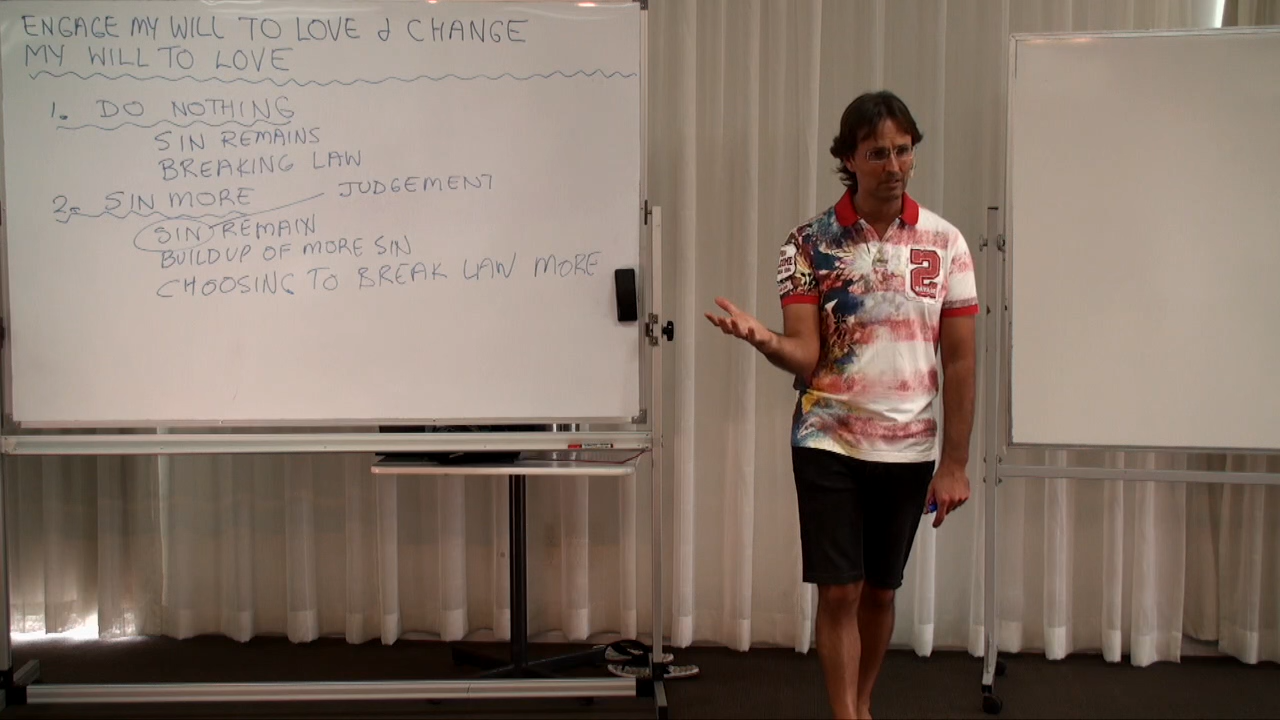 ENGAGE MY WILL TO LOVE & CHANGE
MY WILL TO LOVE
1. DO NOTHING
SIN REMAINS
BREAKING LAW
2. SIN MORE JUDGEMENT
SIN REMAIN
BUILDUP OF MORE SIN
CHOOSING TO BREAK LAW MORE
2